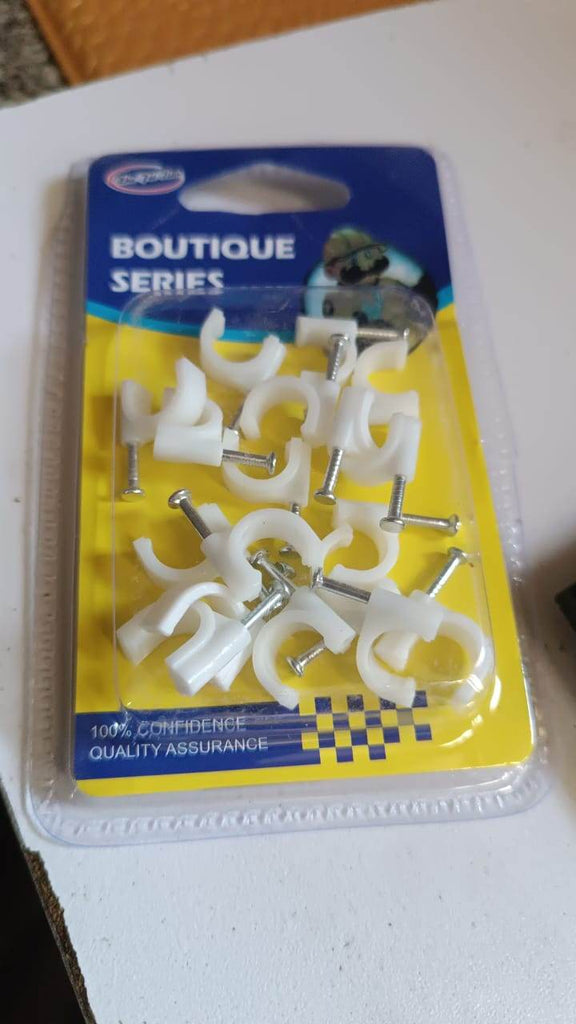 BOUTIQUE
SERIES
100% CONFIDENCE
QUALITY ASSURANCE